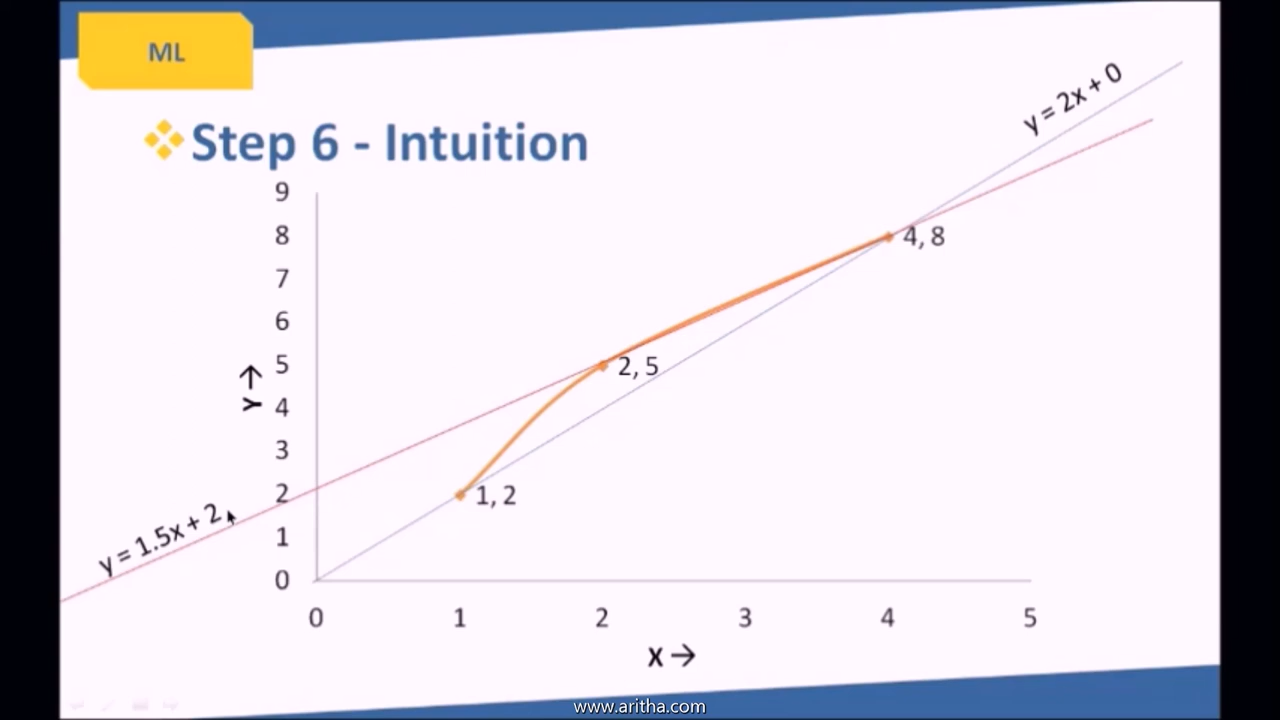 ML
Step 6 - Intuition
y = 2x + 0
9
8
7
6
5
4
3
2
1
0
Y →
4, 8
2, 5
1, 2
y = 1.5x + 2
0 1 2 3 4 5
X →
www.aritha.com